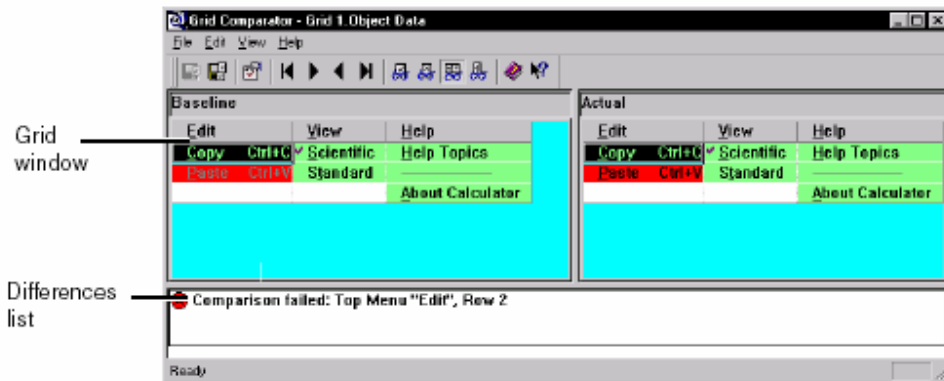 Grid Comparator - Grid 1.Object Data
File Edit View Help
Baseline
Actual
Grid window
Edit View Help
Copy Ctrl+C Scientific Help Topics
Paste Ctrl+V Standard
About Calculator
Edit View Help
Copy Ctrl+C Scientific Help Topics
Paste Ctrl+V Standard
About Calculator
Differences list
Comparison failed: Top Menu "Edit", Row 2
Ready